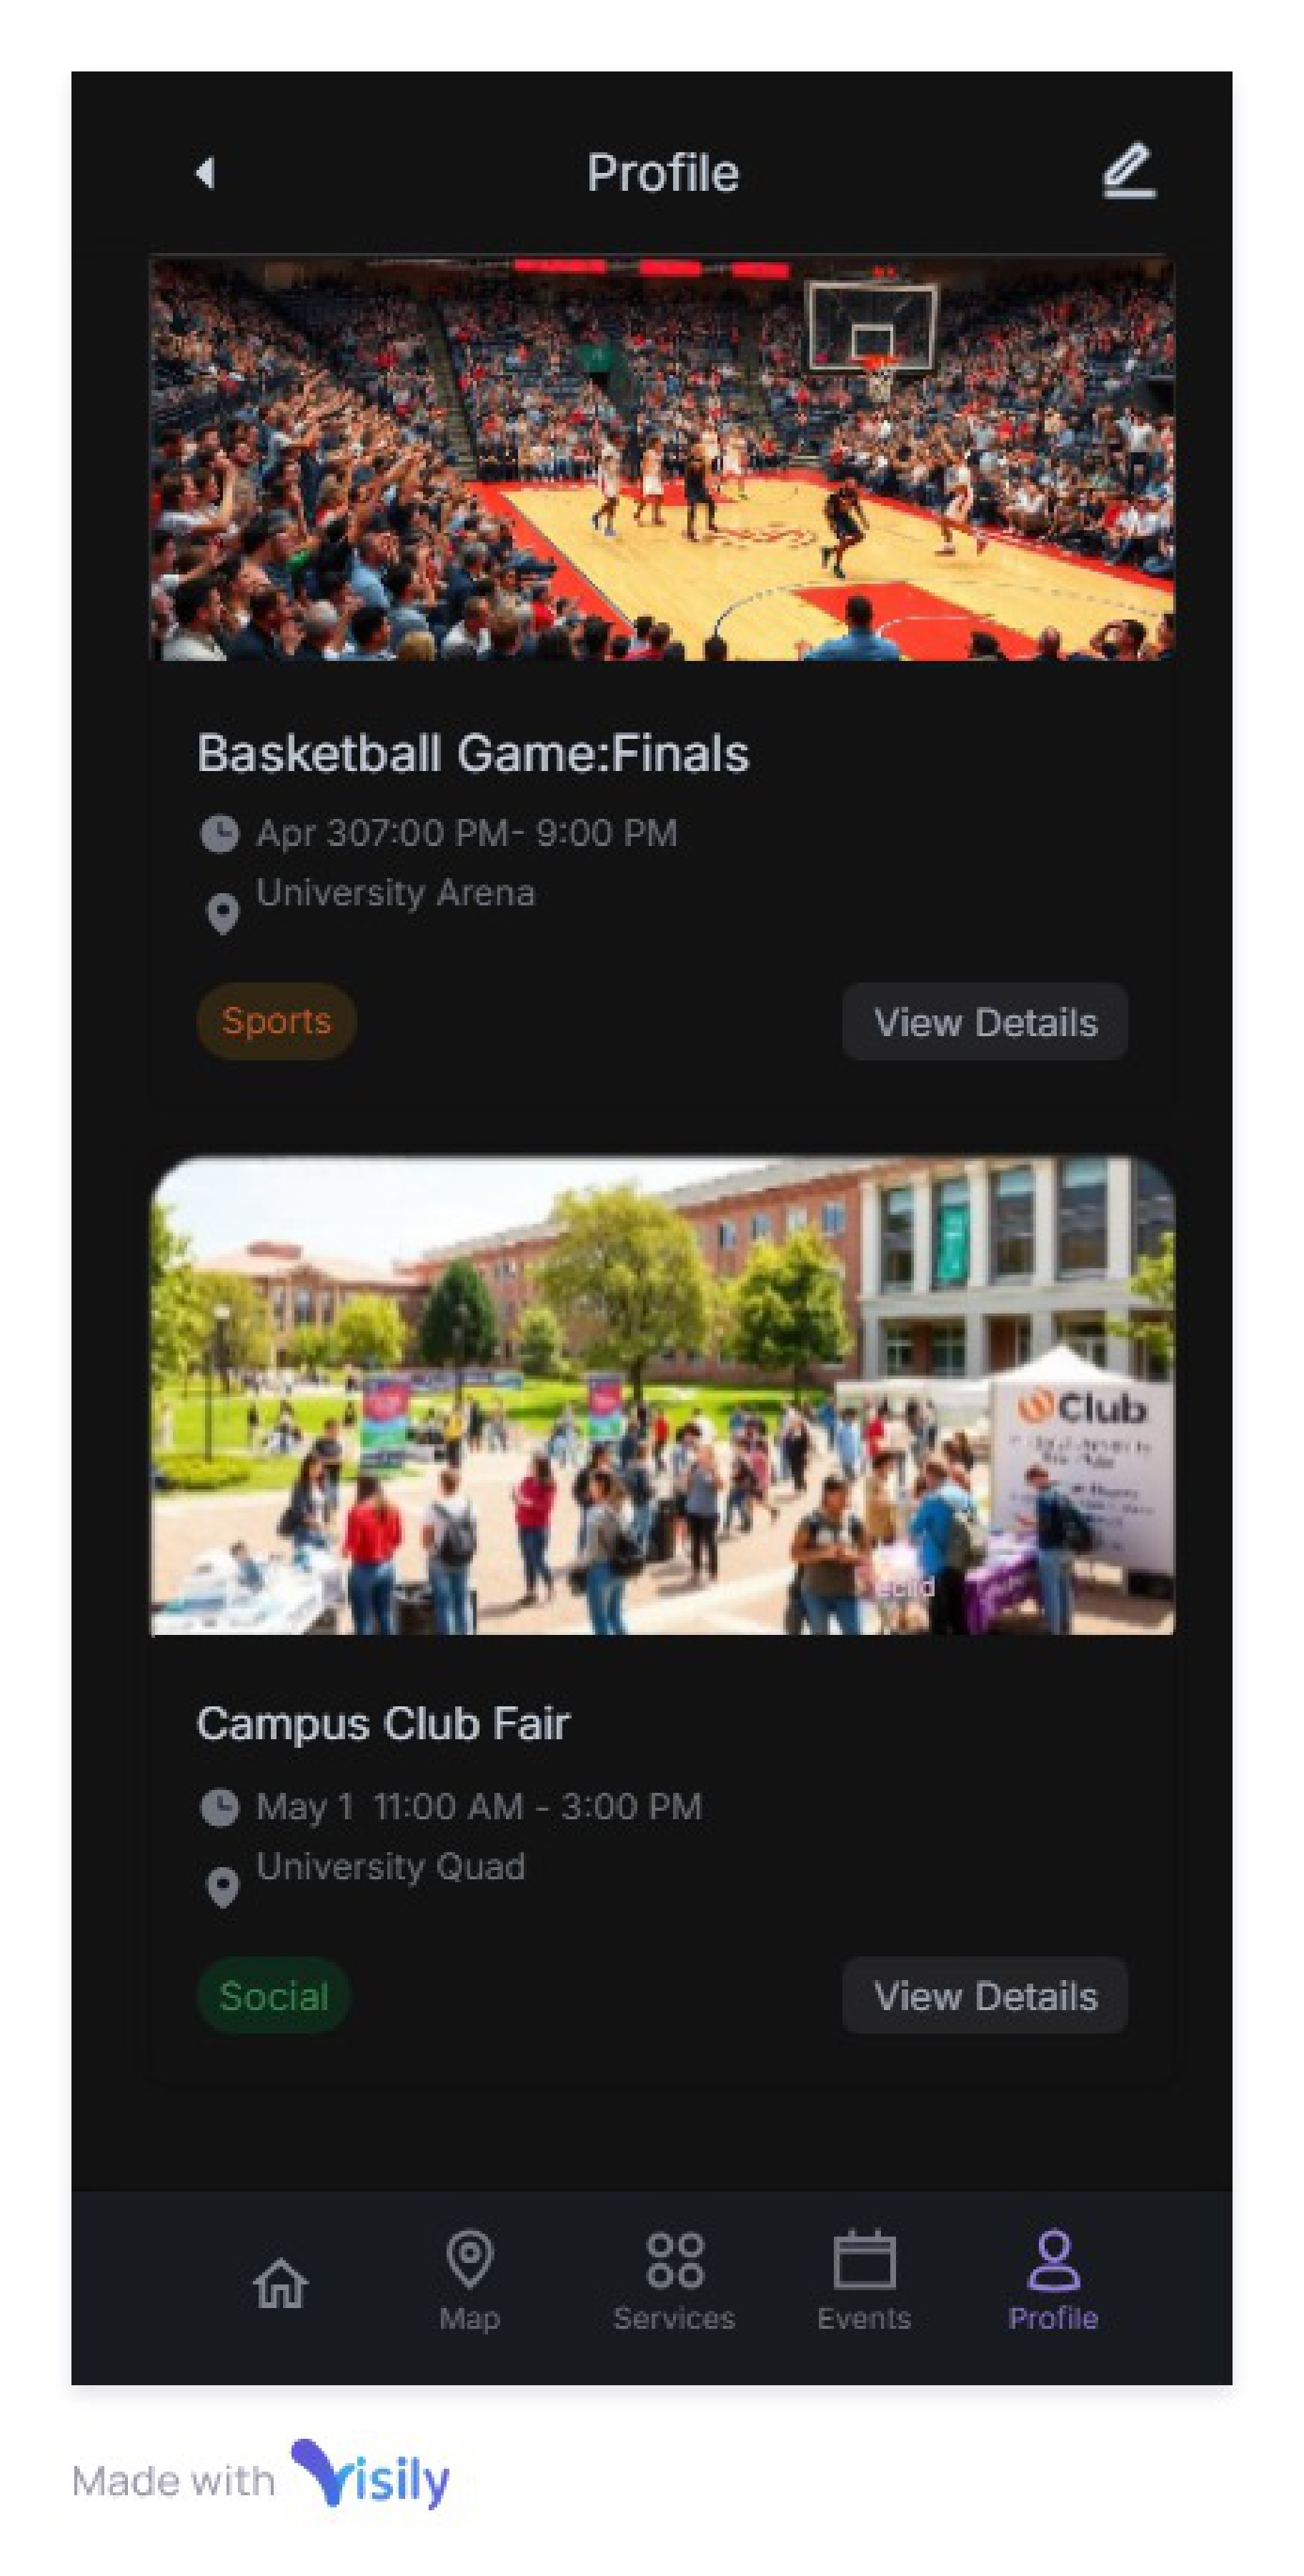 Profile
Basketball Game:Finals
Apr 307:00 PM- 9:00 PM
University Arena
Sports
View Details
Club
Campus Club Fair
May 1 11:00 AM - 3:00 PM
University Quad
Social
View Details
Map
Services
Events
Profile
Made with Visily